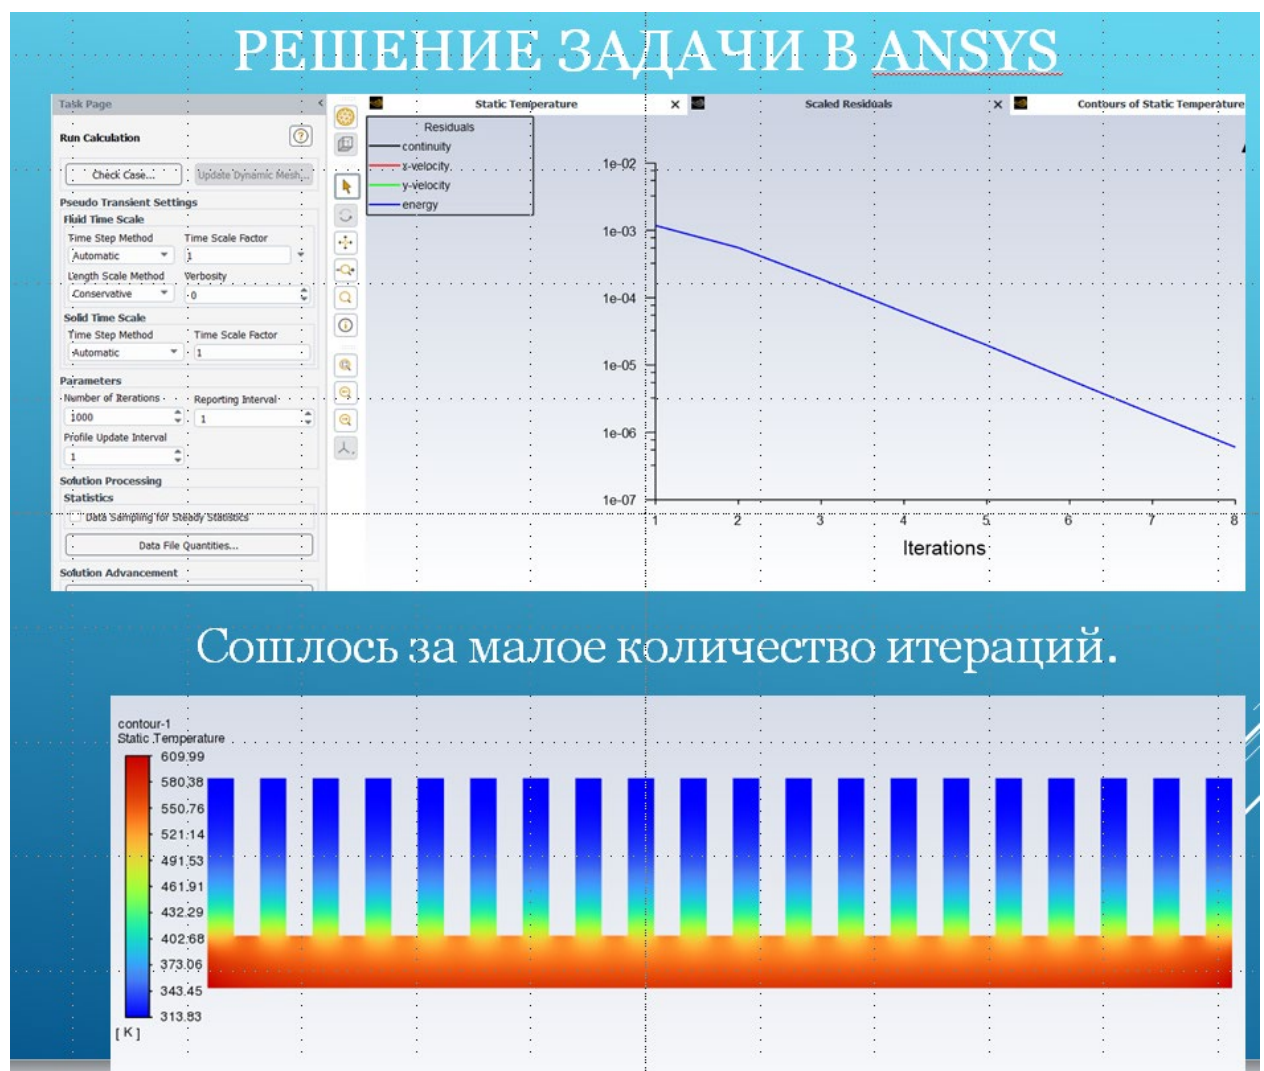 РЕШЕНИЕ ЗАДАЧИ В ANSYS
Task Page <
Run Calculation ?
Check Case... Update Dynamic Mesh...
Pseudo Transient Settings
Fluid Time Scale
Time Step Method Time Scale Factor
Automatic 1
Length Scale Method Verbosity
Conservative 0
Solid Time Scale
Time Step Method Time Scale Factor
Automatic 1
Parameters
Number of Iterations Reporting Interval
1000 1
Profile Update Interval
1
Solution Processing
Statistics
Data Sampling for Steady Statistics
Data File Quantities...
Solution Advancement
Static Temperature x Scaled Residuals x Contours of Static Temperature
Residuals
continuity
x-velocity
y-velocity
energy
1e-02
1e-03
1e-04
1e-05
1e-06
1e-07
1 2 3 4 5 6 7 8
Iterations
Сошлось за малое количество итераций.
contour-1
Static Temperature
609.99
580.38
550.76
521.14
491.53
461.91
432.29
402.68
373.06
343.45
313.83
[ K ]